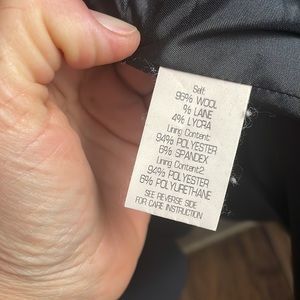 Self:
96% WOOL
% LAINE
4% LYCRA
Lining Content:
94% POLYESTER
6% SPANDEX
Lining Content2
94% POLYESTER
6% POLYURETHANE
SEE REVERSE SIDE
FOR CARE INSTRUCTION